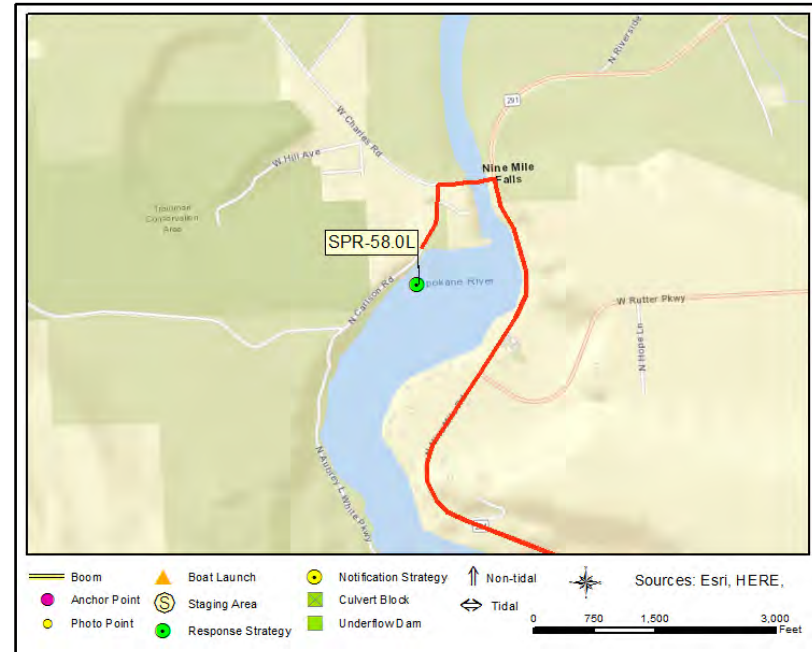 N Riverside
291
W Charles Rd
Nine Mile
Falls
W Hill Ave
Conservation
Area
SPR-58.0L
Spokane River
N Carlson Rd
W Rutter Pkwy
N Hope Ln
N Aubrey L White Pkwy
Boom
Boat Launch
Notification Strategy
Non-tidal
Sources: Esri, HERE,
Anchor Point
Staging Area
Culvert Block
Tidal
Photo Point
Response Strategy
Underflow Dam
0 750 1,500 3,000
Feet
S